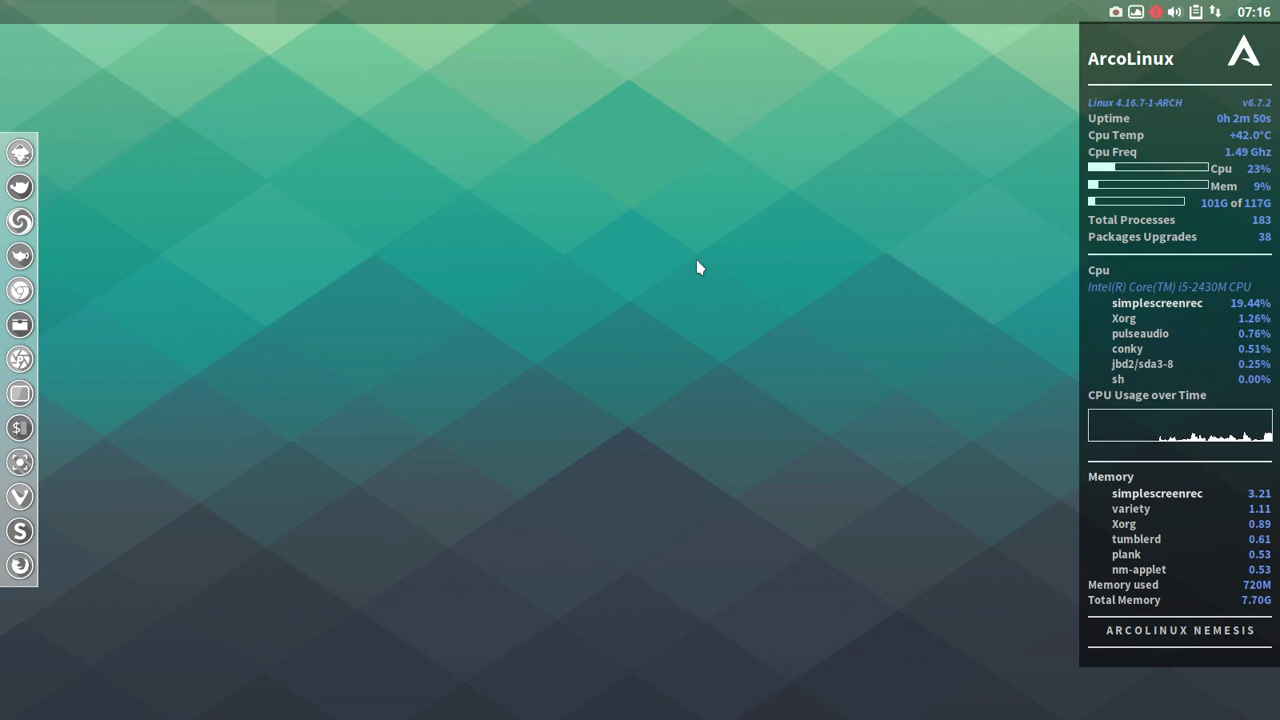 07:16
ArcoLinux
Linux 4.16.7-1-ARCH v6.7.2
Uptime 0h 2m 50s
Cpu Temp +42.0°C
Cpu Freq 1.49 Ghz
Cpu 23%
Mem 9%
101G of 117G
Total Processes 183
Packages Upgrades 38
Cpu
Intel(R) Core(TM) i5-2430M CPU
simplescreenrec 19.44%
Xorg 1.26%
pulseaudio 0.76%
conky 0.51%
jbd2/sda3-8 0.25%
sh 0.00%
CPU Usage over Time
Memory
simplescreenrec 3.21
variety 1.11
Xorg 0.89
tumblerd 0.61
plank 0.53
nm-applet 0.53
Memory used 720M
Total Memory 7.70G
ARCOLINUX NEMESIS